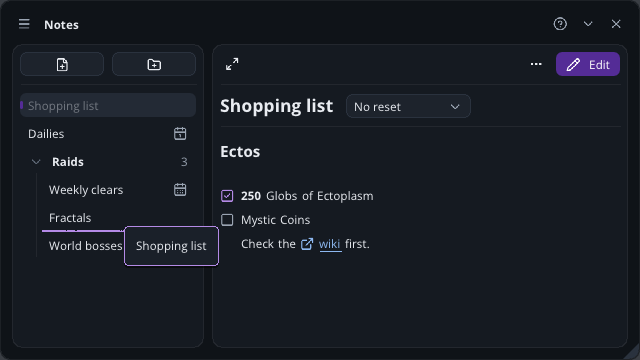 Notes
Edit
Shopping list
Dailies
Raids 3
Weekly clears
Fractals
World bosses
Shopping list
Shopping list No reset
Ectos
250 Globs of Ectoplasm
Mystic Coins
Check the wiki first.